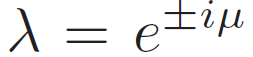 λ = e^{±iμ}